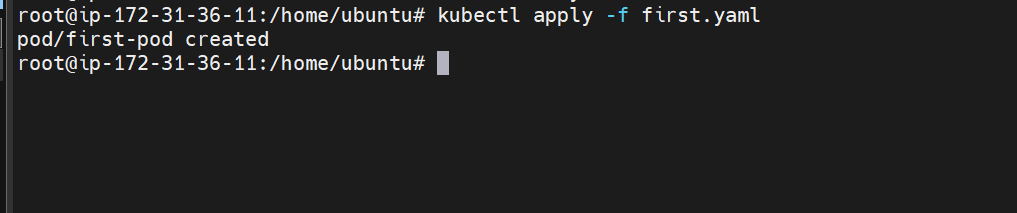 root@ip-172-31-36-11:/home/ubuntu# kubectl apply -f first.yaml
pod/first-pod created
root@ip-172-31-36-11:/home/ubuntu#